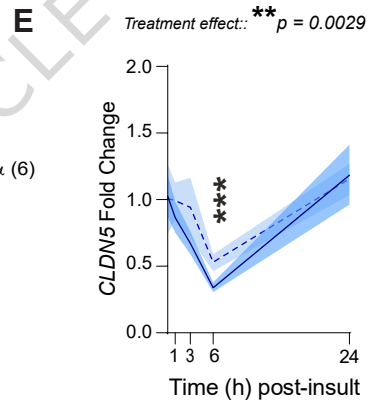 E
Treatment effect:: **p = 0.0029
CLE
α (6)
CLDN5 Fold Change
2.0
1.5
1.0
0.5
0.0
***
1 3 6 24
Time (h) post-insult